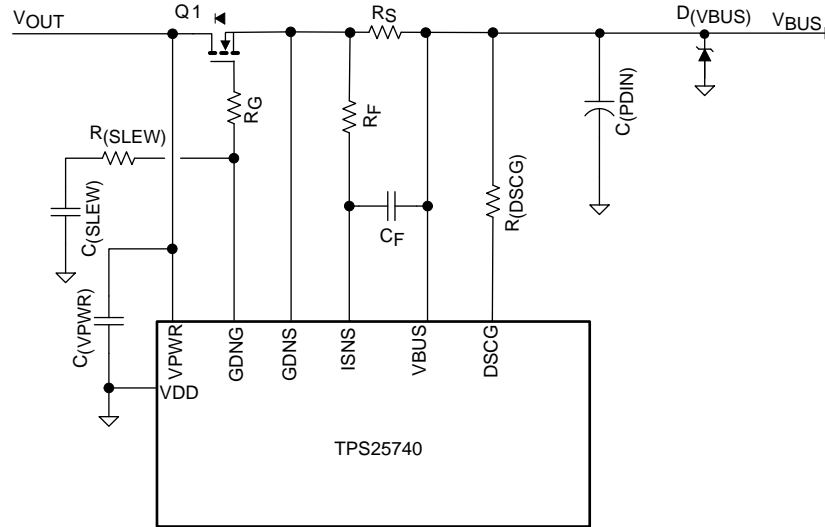 VOUT
Q1
RS
D(VBUS)
VBUS
RG
RF
C(PDIN)
R(SLEW)
C(SLEW)
CF
R(DSCG)
C(VPWR)
VPWR
GDNG
GDNS
ISNS
VBUS
DSCG
VDD
TPS25740